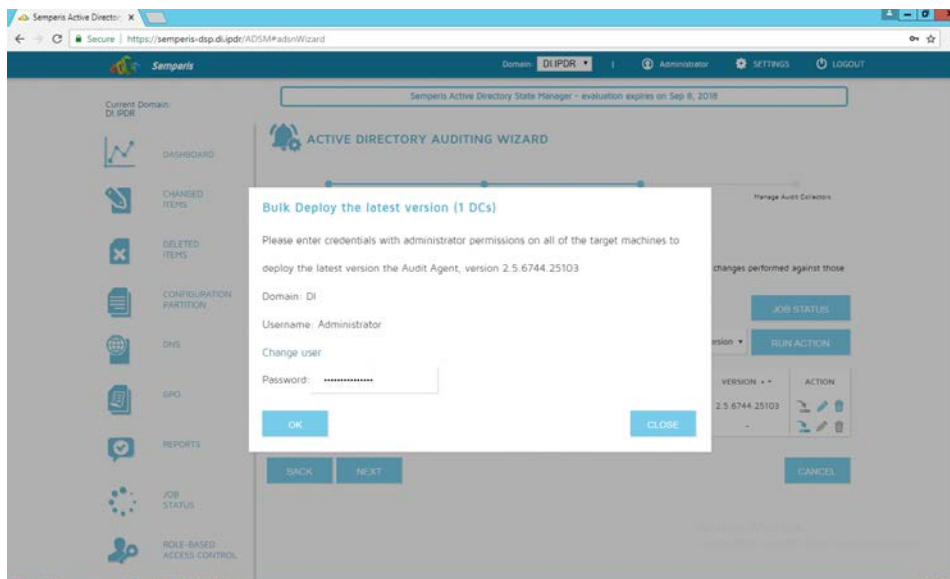 Semperis Active Director
Secure | https://semperis-dsp.di.ipdr/ADSM#adsnWizard
Semperis
Domain: DI.IPDR
Administrator
SETTINGS
LOGOUT
Current Domain:
DI.IPDR
Semperis Active Directory State Manager - evaluation expires on Sep 8, 2018
ACTIVE DIRECTORY AUDITING WIZARD
DASHBOARD
CHANGED
ITEMS
DELETED
ITEMS
CONFIGURATION
PARTITION
DNS
GPO
REPORTS
JOB
STATUS
ROLE-BASED
ACCESS CONTROL
Manage Audit Collectors
Bulk Deploy the latest version (1 DCs)
Please enter credentials with administrator permissions on all of the target machines to
deploy the latest version the Audit Agent, version 2.5.6744.25103
Domain: DI
Username: Administrator
Change user
Password:
OK
CLOSE
changes performed against those
JOB STATUS
ersion
RUN ACTION
VERSION
ACTION
2.5.6744.25103
-
BACK
NEXT
CANCEL